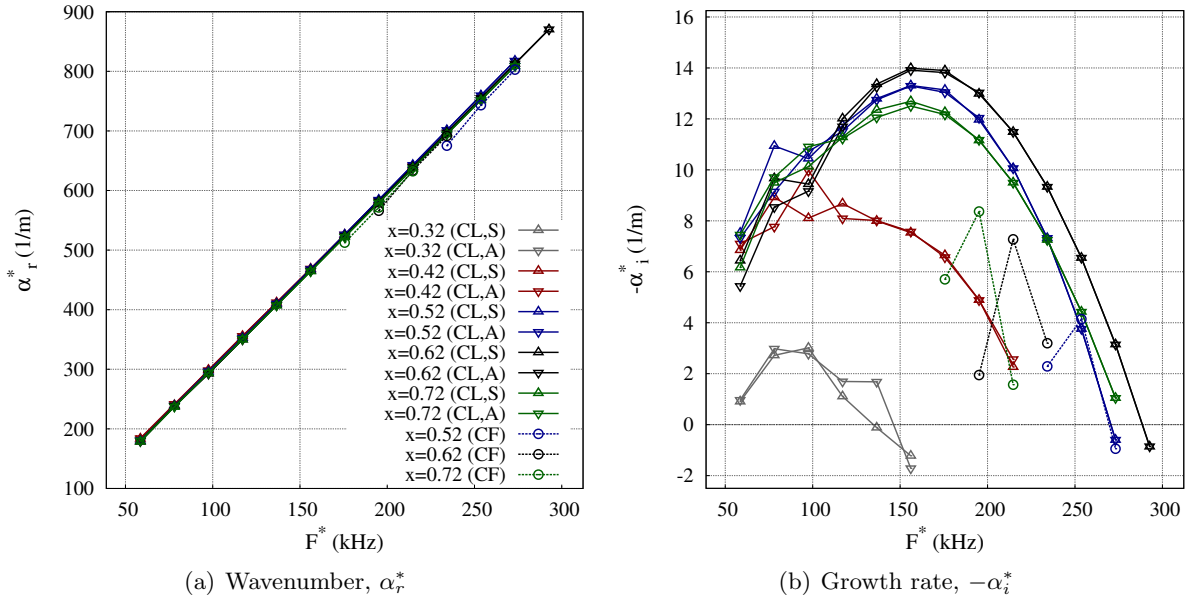 900
800
700
600
500
400
300
200
100
α*r (1/m)
x=0.32 (CL,S)
x=0.32 (CL,A)
x=0.42 (CL,S)
x=0.42 (CL,A)
x=0.52 (CL,S)
x=0.52 (CL,A)
x=0.62 (CL,S)
x=0.62 (CL,A)
x=0.72 (CL,S)
x=0.72 (CL,A)
x=0.52 (CF)
x=0.62 (CF)
x=0.72 (CF)
50 100 150 200 250 300
F* (kHz)
(a) Wavenumber, α*r
16
14
12
10
8
6
4
2
0
-2
-α*i (1/m)
50 100 150 200 250 300
F* (kHz)
(b) Growth rate, −α*i